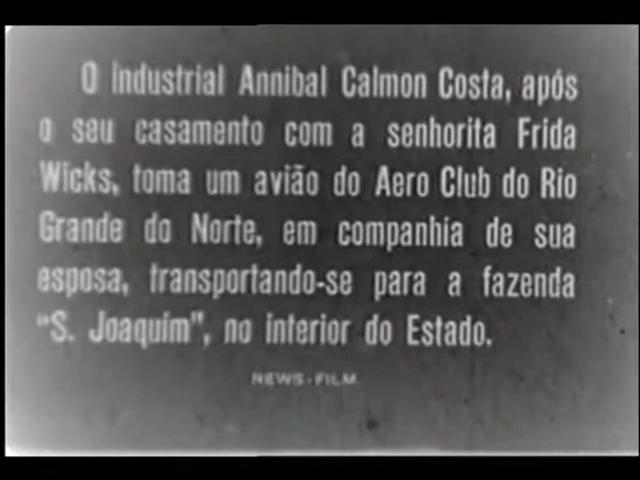 O industrial Annibal Calmon Costa, após
o seu casamento com a senhorita Frida
Wicks, toma um avião do Aero Club do Rio
Grande do Norte, em companhia de sua
esposa, transportando-se para a fazenda
"S. Joaquim", no interior do Estado.
NEWS-FILM